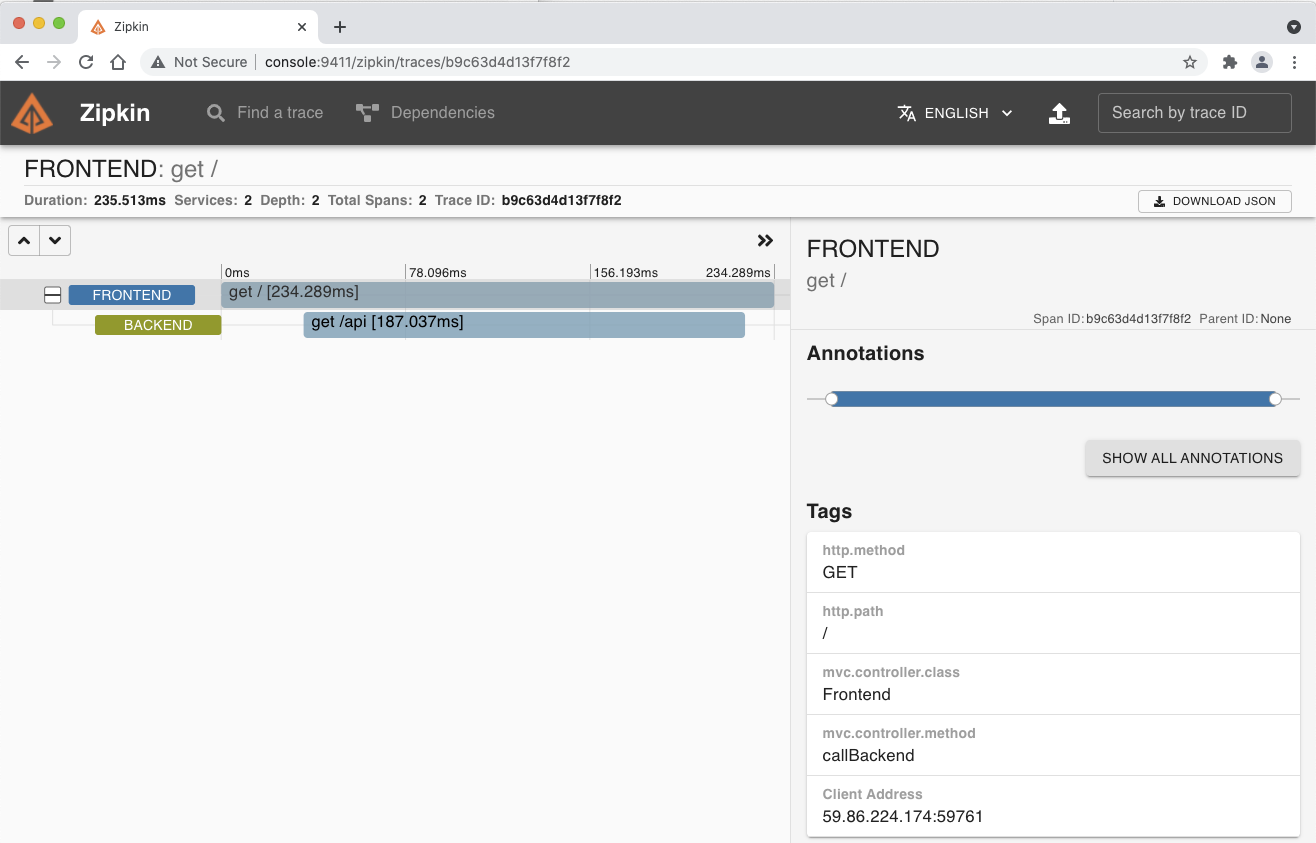 Zipkin
Not Secure console:9411/zipkin/traces/b9c63d4d13f7f8f2
Zipkin Find a trace Dependencies ENGLISH Search by trace ID
FRONTEND: get /
Duration: 235.513ms Services: 2 Depth: 2 Total Spans: 2 Trace ID: b9c63d4d13f7f8f2 DOWNLOAD JSON
0ms 78.096ms 156.193ms 234.289ms
FRONTEND get / [234.289ms]
BACKEND get /api [187.037ms]
FRONTEND
get /
Span ID: b9c63d4d13f7f8f2 Parent ID: None
Annotations
SHOW ALL ANNOTATIONS
Tags
http.method
GET
http.path
/
mvc.controller.class
Frontend
mvc.controller.method
callBackend
Client Address
59.86.224.174:59761